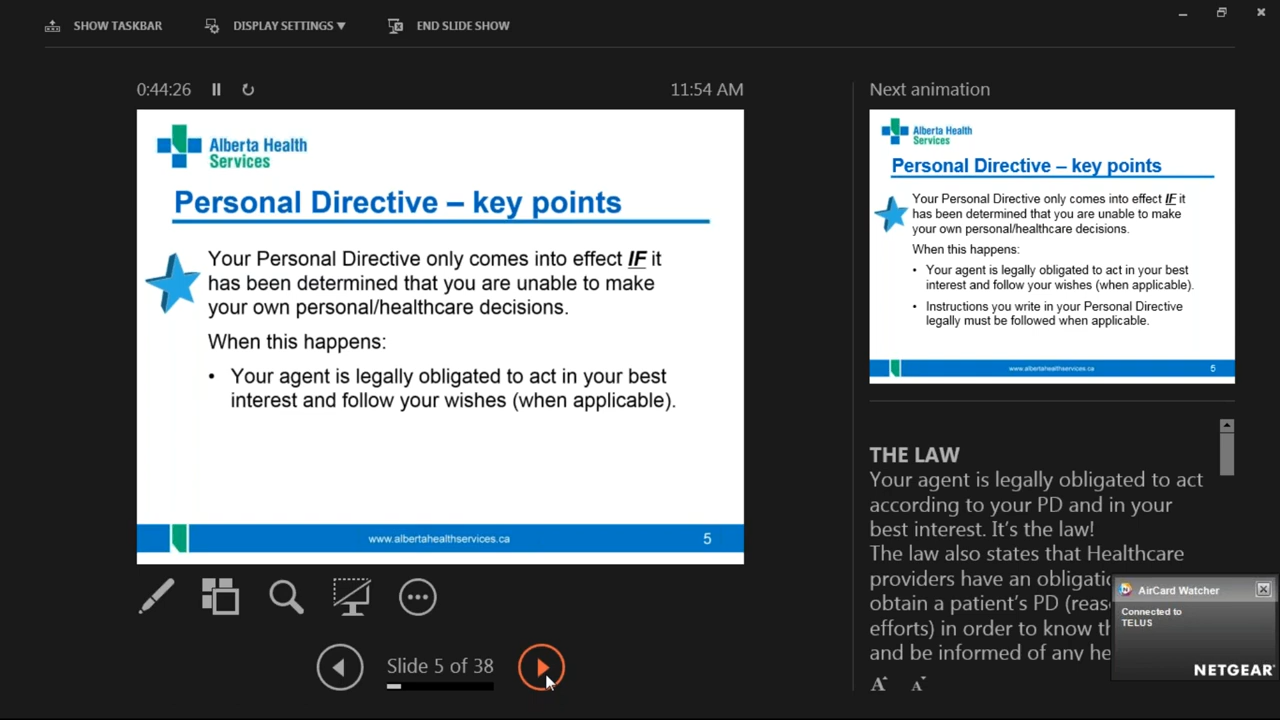 SHOW TASKBAR
DISPLAY SETTINGS ▼
END SLIDE SHOW
0:44:26
11:54 AM
Alberta Health
Services
Personal Directive – key points
Your Personal Directive only comes into effect IF it
has been determined that you are unable to make
your own personal/healthcare decisions.
When this happens:
• Your agent is legally obligated to act in your best
interest and follow your wishes (when applicable).
www.albertahealthservices.ca
5
Slide 5 of 38
Next animation
Alberta Health
Services
Personal Directive – key points
Your Personal Directive only comes into effect IF it
has been determined that you are unable to make
your own personal/healthcare decisions.
When this happens:
• Your agent is legally obligated to act in your best
interest and follow your wishes (when applicable).
• Instructions you write in your Personal Directive
legally must be followed when applicable.
www.albertahealthservices.ca
5
THE LAW
Your agent is legally obligated to act
according to your PD and in your
best interest. It's the law!
The law also states that Healthcare
providers have an
obtain a patient's PD
efforts) in order to know
and be informed of any
A A
AirCard Watcher
Connected to
TELUS
NETGEAR